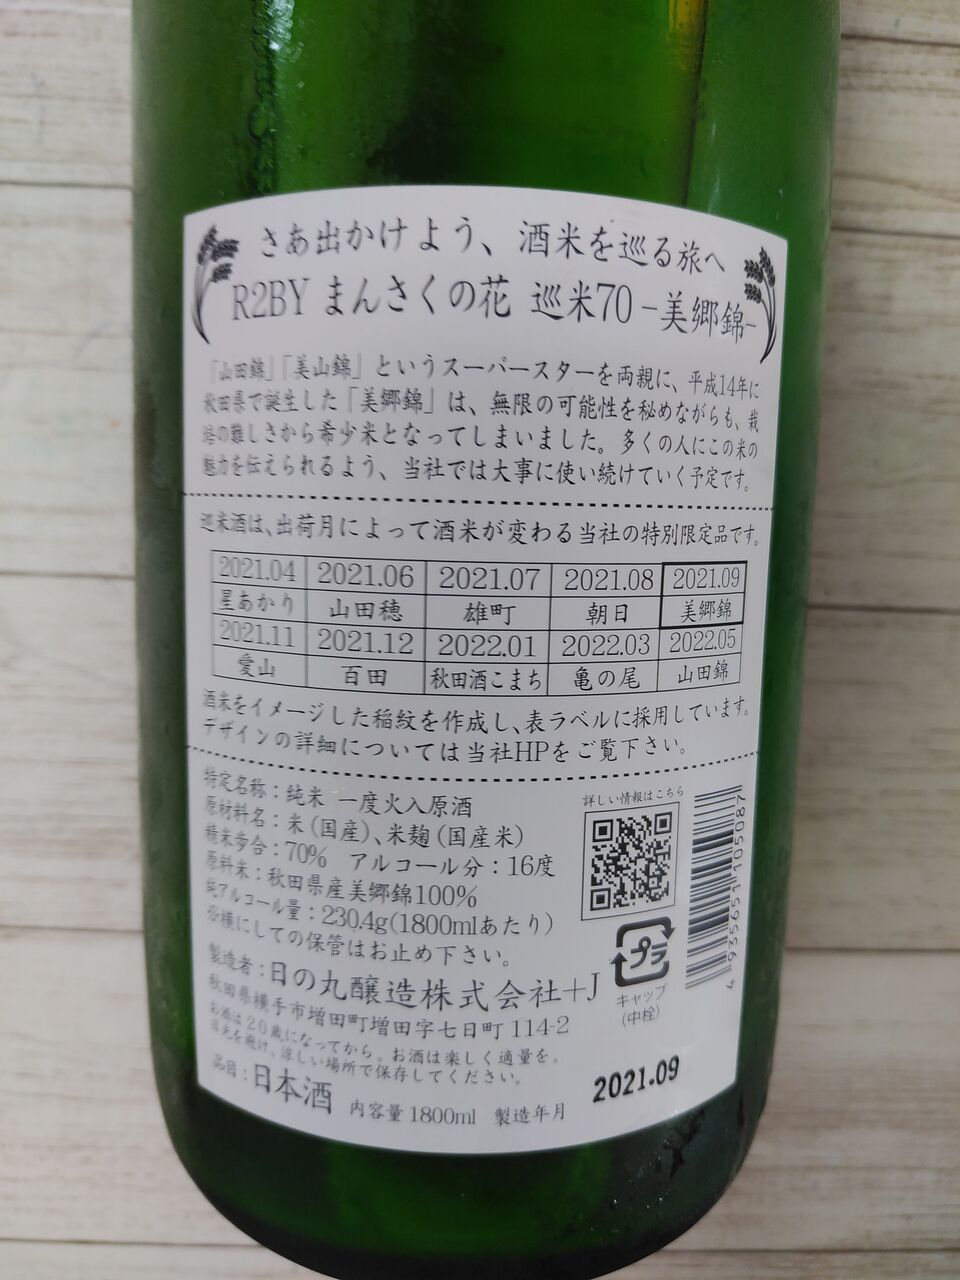 さあ出かけよう、酒米を巡る旅へ
R2BY まんさくの花 巡米70 −美郷錦−
「山田錦」「美山錦」というスーパースターを両親に、平成14年に
秋田県で誕生した「美郷錦」は、無限の可能性を秘めながらも、栽
培の難しさから希少米となってしまいました。多くの人にこの米の
魅力を伝えられるよう、当社では大事に使い続けていく予定です。
巡米酒は、出荷月によって酒米が変わる当社の特別限定品です。
2021.04 2021.06 2021.07 2021.08 2021.09
星あかり 山田穂 雄町 朝日 美郷錦
2021.11 2021.12 2022.01 2022.03 2022.05
愛山 百田 秋田酒こまち 亀の尾 山田錦
酒米をイメージした稲紋を作成し、表ラベルに採用しています。
デザインの詳細については当社HPをご覧下さい。
特定名称：純米 一度火入原酒
原材料名：米（国産）、米麹（国産米）
精米歩合：70% アルコール分：16度
原料米：秋田県産美郷錦100%
純アルコール量：230.4g(1800mlあたり)
※横にしての保管はお止め下さい。
製造者：日の丸醸造株式会社+J
秋田県横手市増田町増田字七日町114-2
お酒は20歳になってから。お酒は楽しく適量を。
日光を避け、涼しい場所で保存してください。
品目：日本酒 内容量 1800ml 製造年月 2021.09
詳しい情報はこちら
プラ
キャップ
（中栓）
4 935651 105087